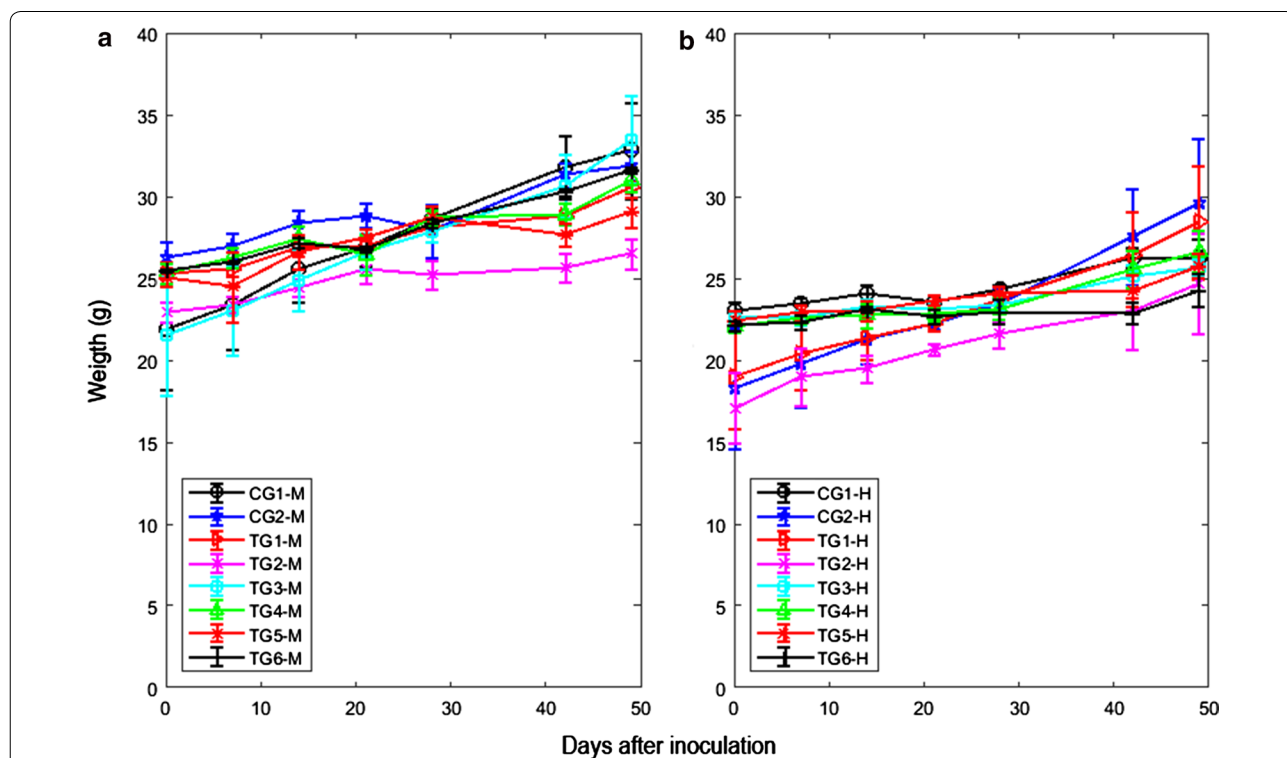 a
b
Weigth (g)
40
35
30
25
20
15
10
5
0
CG1-M
CG2-M
TG1-M
TG2-M
TG3-M
TG4-M
TG5-M
TG6-M
0 10 20 30 40 50
40
35
30
25
20
15
10
5
0
CG1-H
CG2-H
TG1-H
TG2-H
TG3-H
TG4-H
TG5-H
TG6-H
0 10 20 30 40 50
Days after inoculation